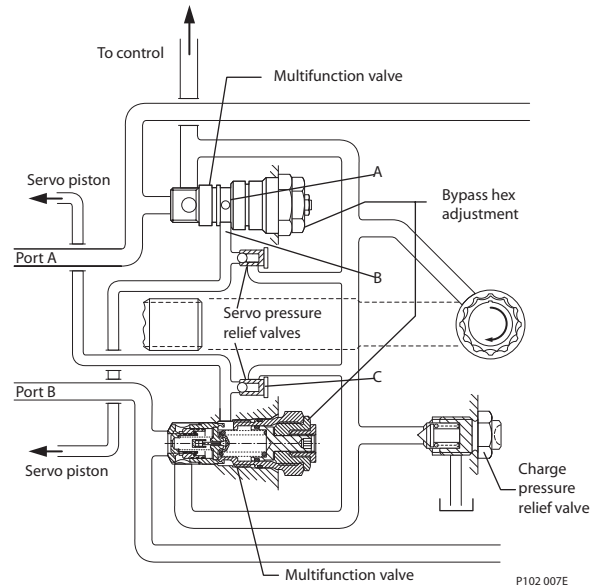 To control
Multifunction valve
Servo piston
A
Bypass hex
adjustment
Port A
B
Servo pressure
relief valves
C
Port B
Servo piston
Charge
pressure
relief valve
Multifunction valve
P102 007E